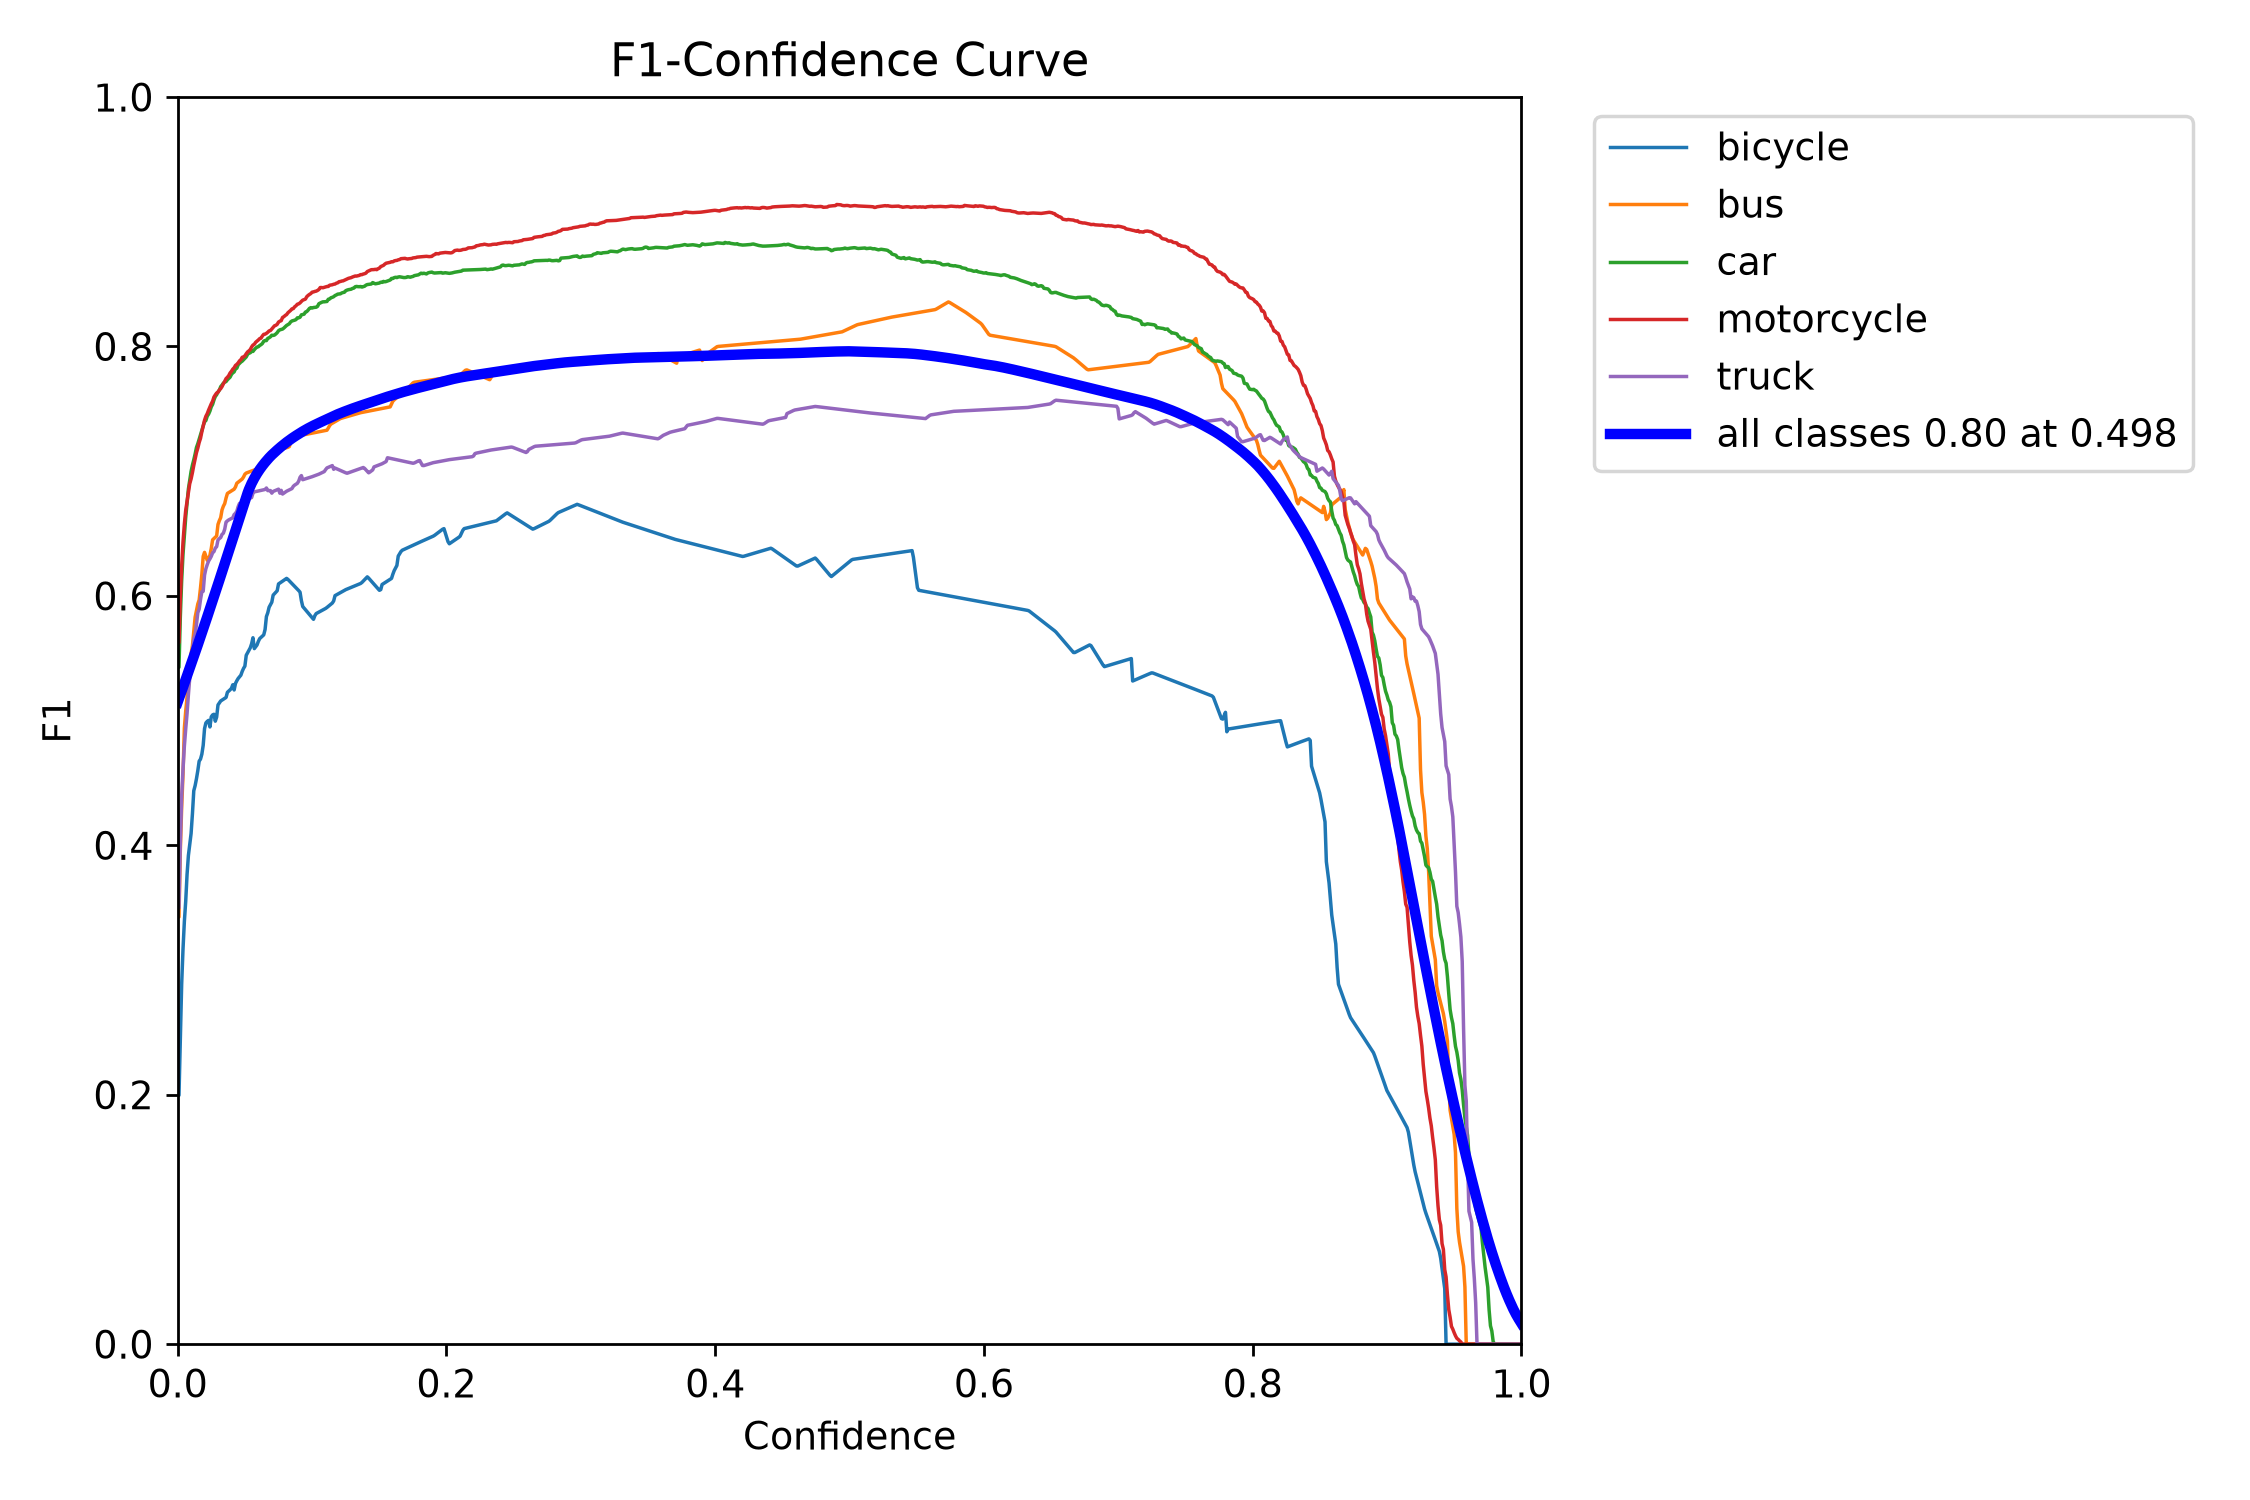 F1-Confidence Curve
1.0
0.8
0.6
0.4
0.2
0.0
F1
0.0 0.2 0.4 0.6 0.8 1.0
Confidence
bicycle
bus
car
motorcycle
truck
all classes 0.80 at 0.498